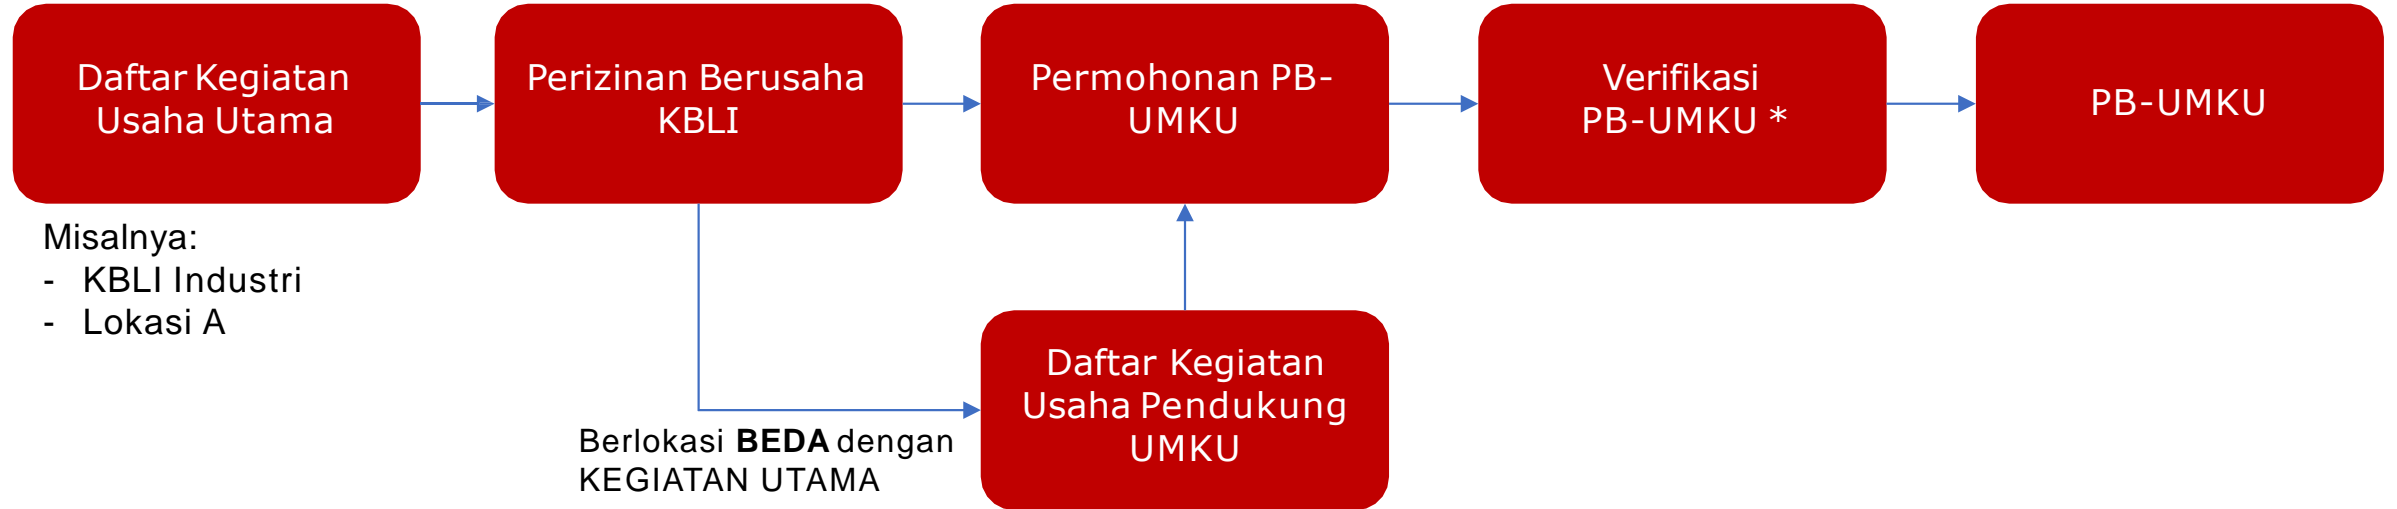 Daftar Kegiatan
Usaha Utama
Perizinan Berusaha
KBLI
Permohonan PB-
UMKU
Verifikasi
PB-UMKU *
PB-UMKU
Misalnya:
- KBLI Industri
- Lokasi A
Daftar Kegiatan
Usaha Pendukung
UMKU
Berlokasi BEDA dengan
KEGIATAN UTAMA